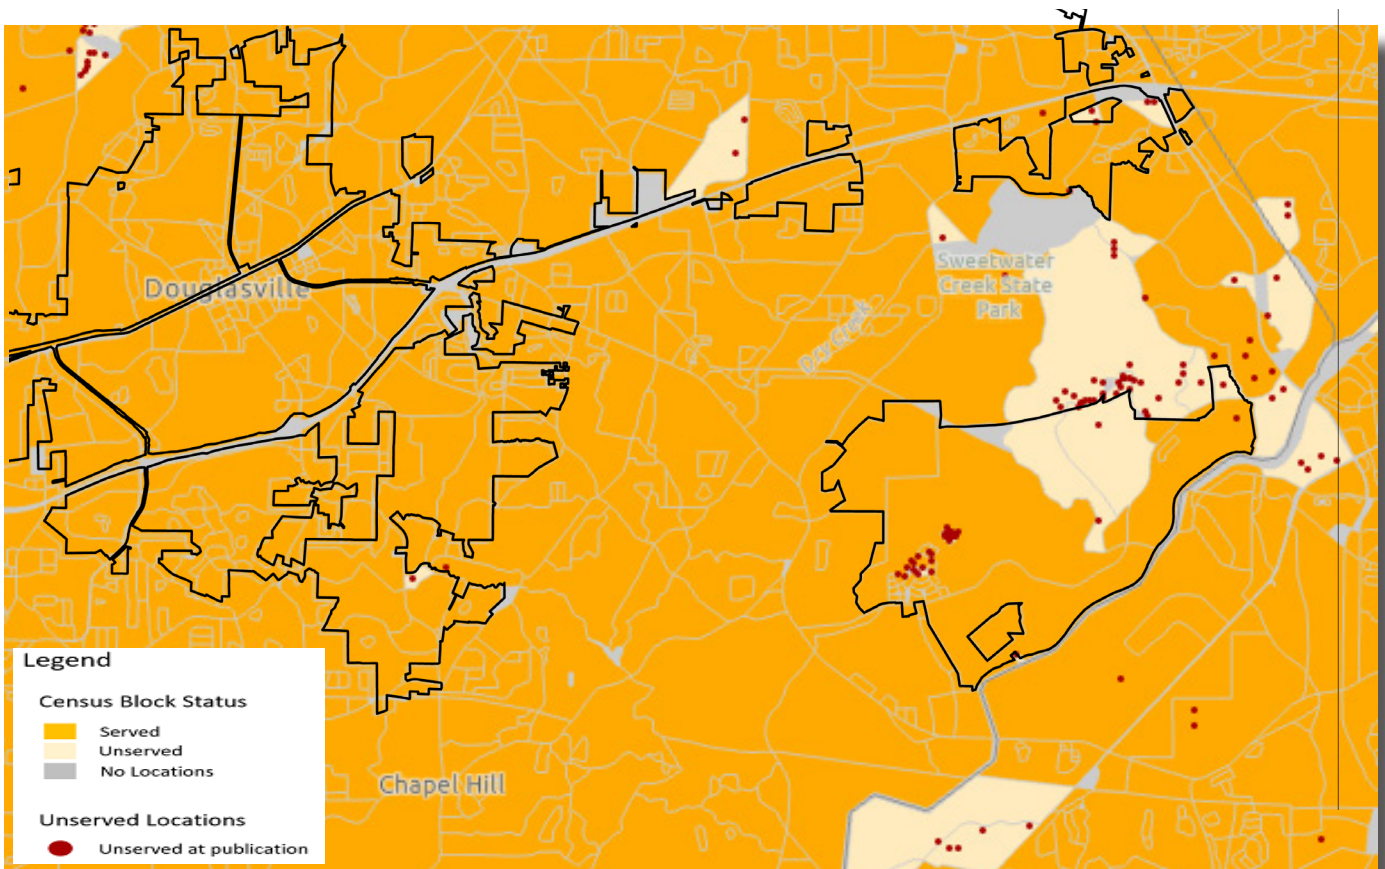 Douglasville
Sweetwater
Creek State
Park
Dry Creek
Chapel Hill
Legend
Census Block Status
Served
Unserved
No Locations
Unserved Locations
Unserved at publication